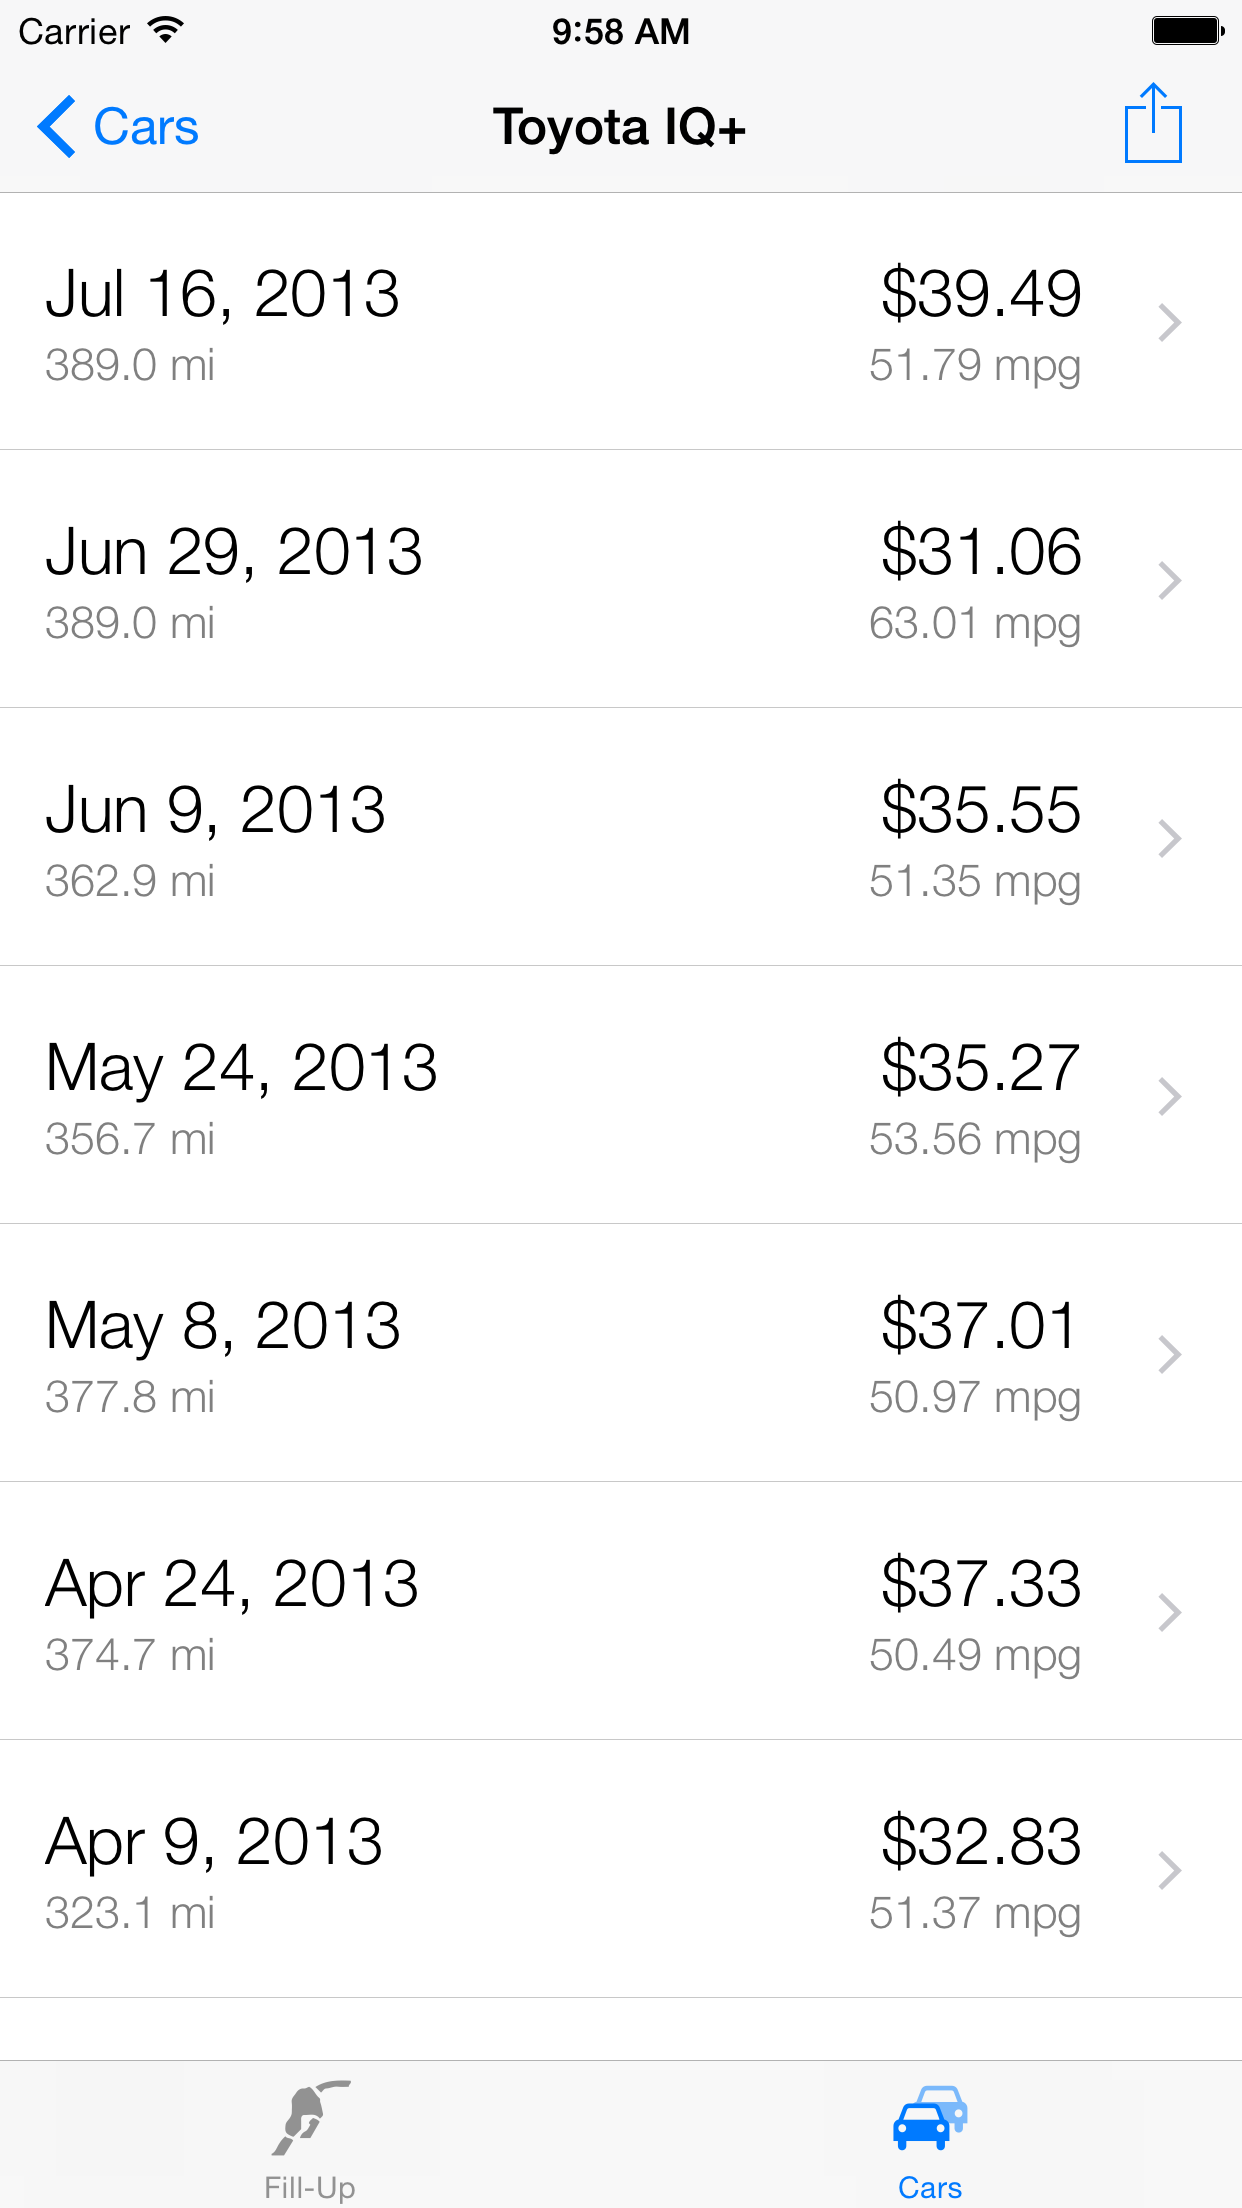 Carrier 9:58 AM
Cars Toyota IQ+
Jul 16, 2013 $39.49
389.0 mi 51.79 mpg
Jun 29, 2013 $31.06
389.0 mi 63.01 mpg
Jun 9, 2013 $35.55
362.9 mi 51.35 mpg
May 24, 2013 $35.27
356.7 mi 53.56 mpg
May 8, 2013 $37.01
377.8 mi 50.97 mpg
Apr 24, 2013 $37.33
374.7 mi 50.49 mpg
Apr 9, 2013 $32.83
323.1 mi 51.37 mpg
Fill-Up Cars